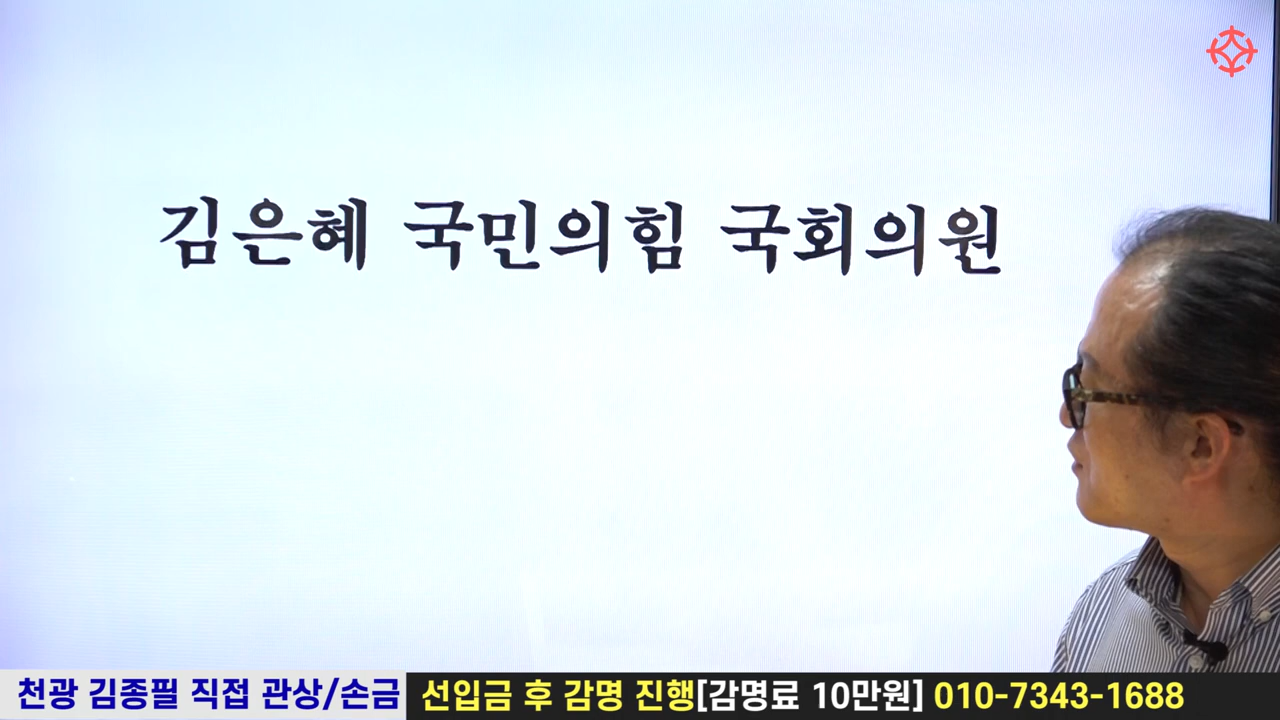 김은혜 국민의힘 국회의원
천광 김종필 직접 관상/손금 선입금 후 감명 진행[감명료 10만원] 010-7343-1688